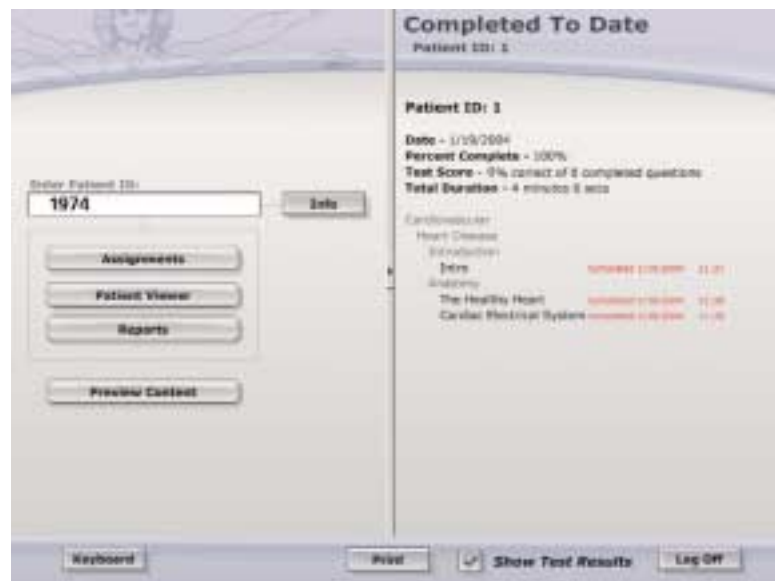 Completed To Date
Patient ID: 1
Patient ID: 1
Date - 1/19/2004
Percent Complete - 100%
Test Score - 0% correct of 0 completed questions
Total Duration - 4 minutes 6 secs
Enter Patient ID:
1974
Info
Assignments
Patient Viewer
Reports
Preview Content
Cardiovascular
Heart Disease
Introduction
Intro
Anatomy
The Healthy Heart
Cardiac Electrical System
Keyboard
Print
Show Test Results
Log Off